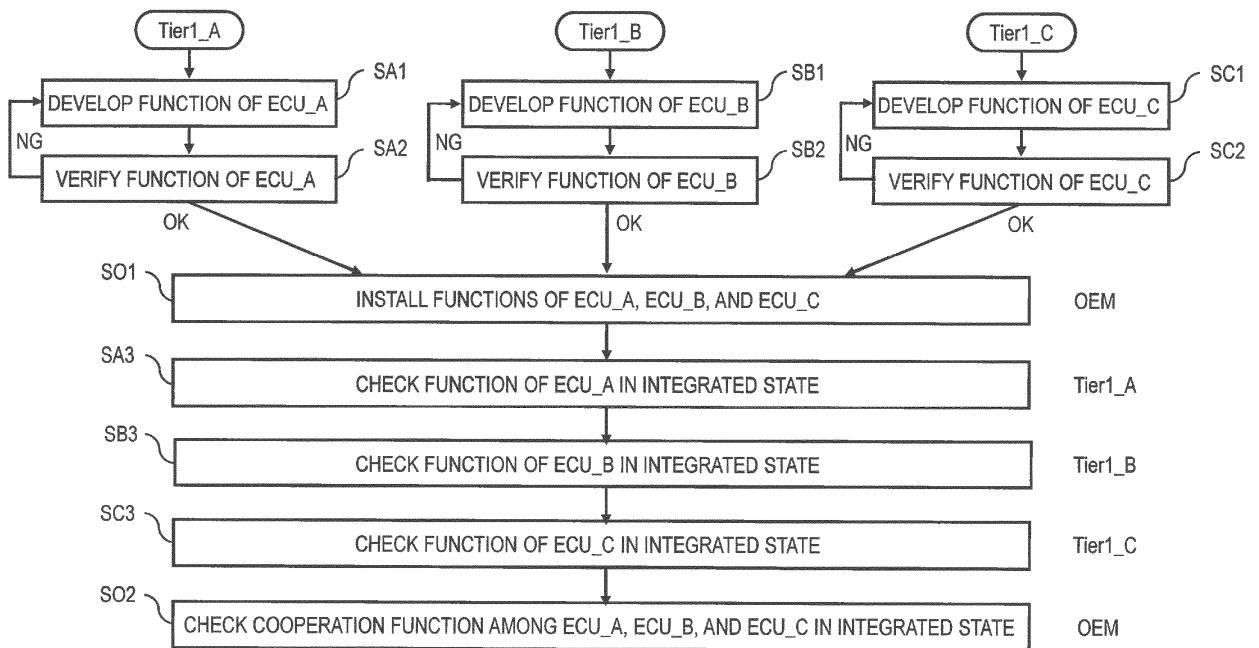 Tier1_A
Tier1_B
Tier1_C
SA1
SB1
SC1
DEVELOP FUNCTION OF ECU_A
DEVELOP FUNCTION OF ECU_B
DEVELOP FUNCTION OF ECU_C
NG
NG
NG
SA2
SB2
SC2
VERIFY FUNCTION OF ECU_A
VERIFY FUNCTION OF ECU_B
VERIFY FUNCTION OF ECU_C
OK
OK
OK
SO1
INSTALL FUNCTIONS OF ECU_A, ECU_B, AND ECU_C
OEM
SA3
CHECK FUNCTION OF ECU_A IN INTEGRATED STATE
Tier1_A
SB3
CHECK FUNCTION OF ECU_B IN INTEGRATED STATE
Tier1_B
SC3
CHECK FUNCTION OF ECU_C IN INTEGRATED STATE
Tier1_C
SO2
CHECK COOPERATION FUNCTION AMONG ECU_A, ECU_B, AND ECU_C IN INTEGRATED STATE
OEM